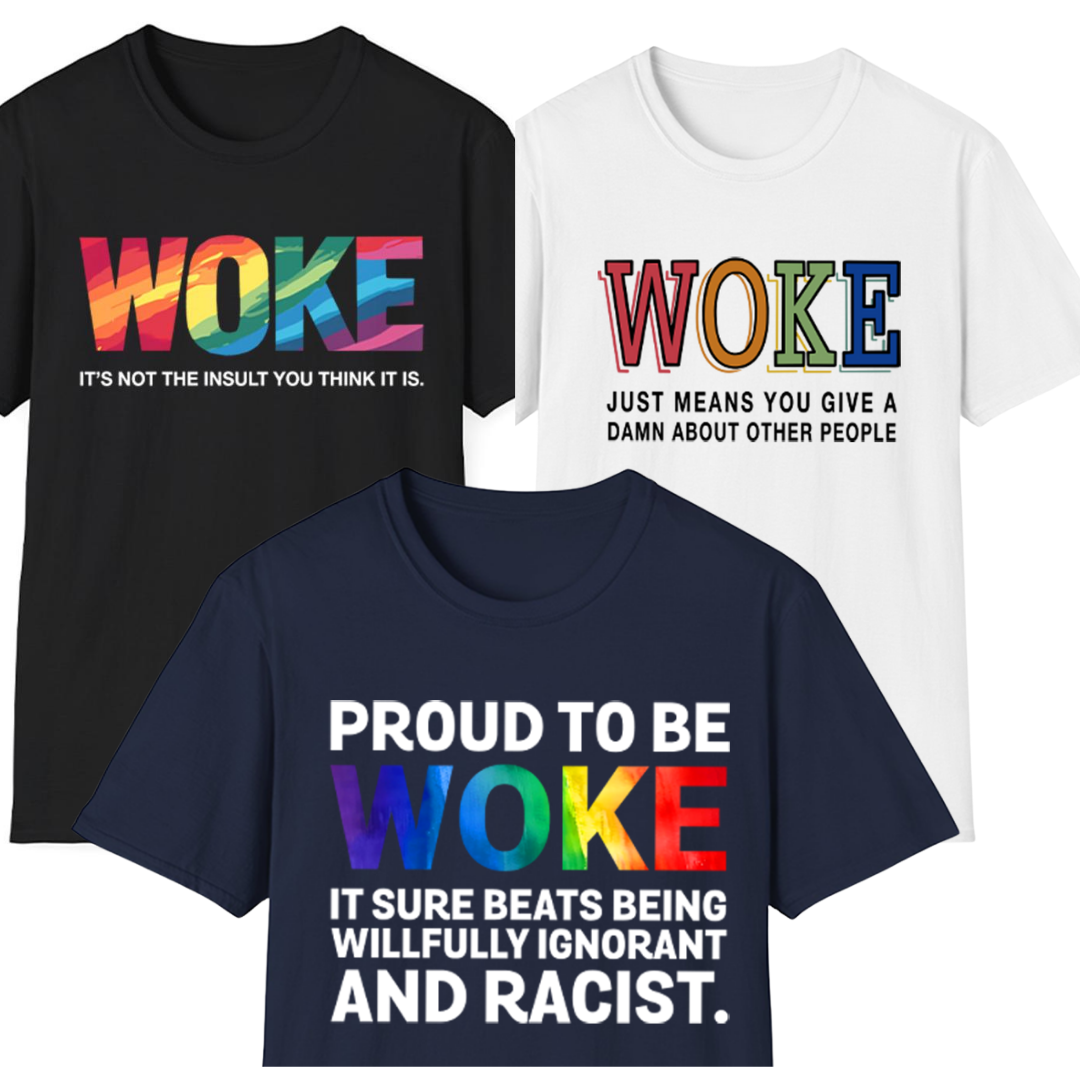 WOKE
IT'S NOT THE INSULT YOU THINK IT IS.
WOKE
JUST MEANS YOU GIVE A
DAMN ABOUT OTHER PEOPLE
PROUD TO BE
WOKE
IT SURE BEATS BEING
WILLFULLY IGNORANT
AND RACIST.